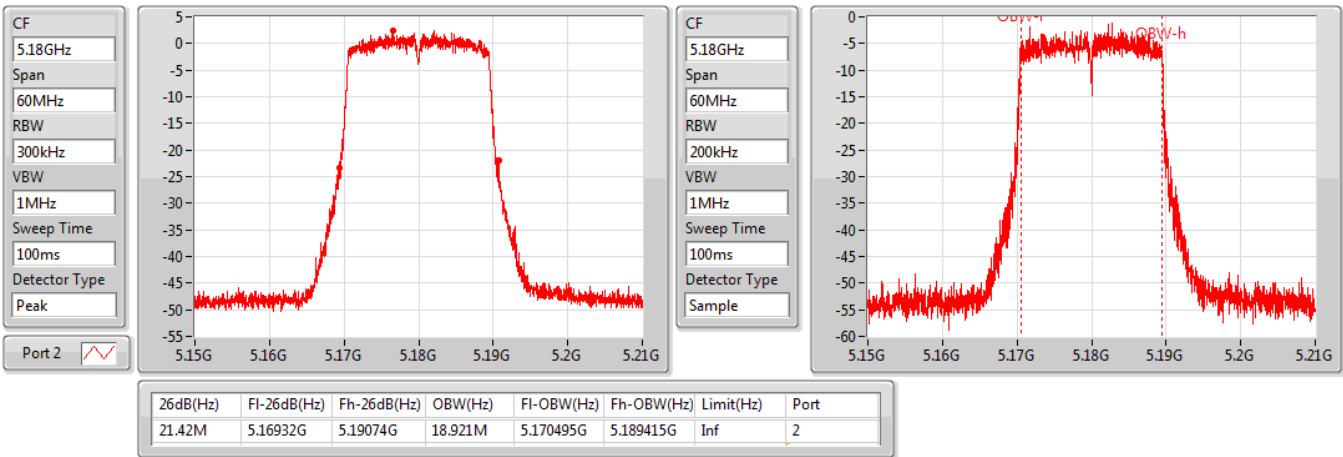 CF
5.18GHz
Span
60MHz
RBW
300kHz
VBW
1MHz
Sweep Time
100ms
Detector Type
Peak
Port 2
5-
0-
-5-
-10-
-15-
-20-
-25-
-30-
-35-
-40-
-45-
-50-
-55-
5.15G 5.16G 5.17G 5.18G 5.19G 5.2G 5.21G
CF
5.18GHz
Span
60MHz
RBW
200kHz
VBW
1MHz
Sweep Time
100ms
Detector Type
Sample
0-
-5-
-10-
-15-
-20-
-25-
-30-
-35-
-40-
-45-
-50-
-55-
-60-
OBW-h
5.15G 5.16G 5.17G 5.18G 5.19G 5.2G 5.21G
26dB(Hz) Fl-26dB(Hz) Fh-26dB(Hz) OBW(Hz) Fl-OBW(Hz) Fh-OBW(Hz) Limit(Hz) Port
21.42M 5.16932G 5.19074G 18.921M 5.170495G 5.189415G Inf 2